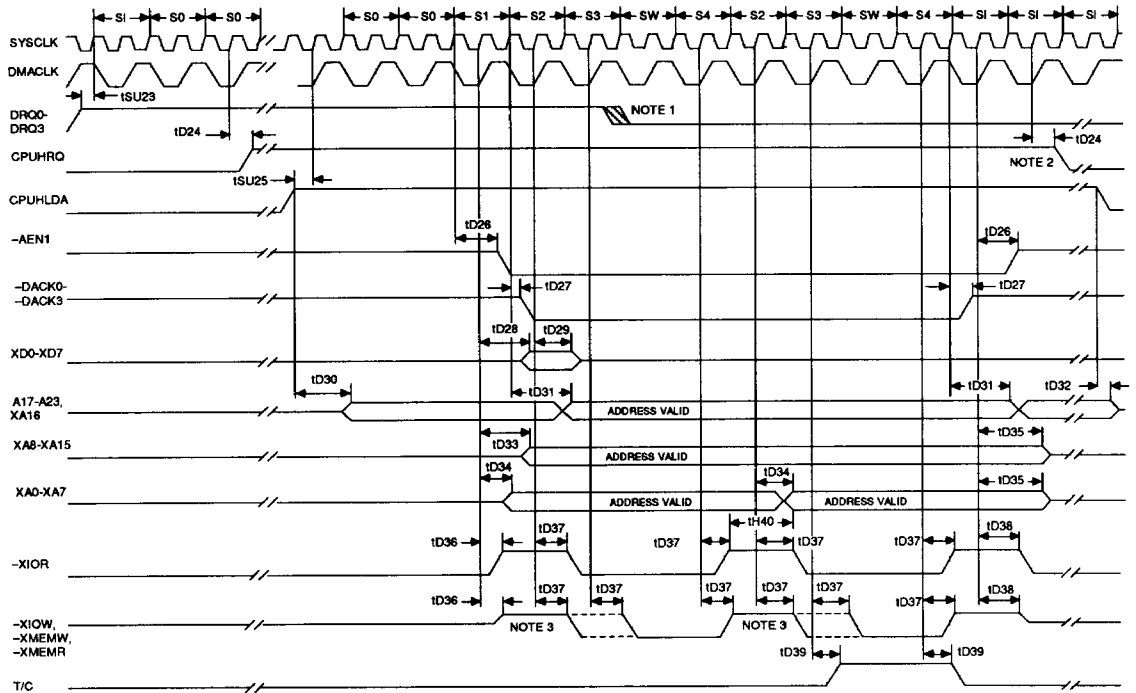 SI S0 S0 S0 S0 S1 S2 S3 SW S4 S2 S3 SW S4 SI SI SI
SYSCLK
DMACLK
tSU23
DRQ0-
DRQ3
NOTE 1
tD24 tD24
CPUHRQ
NOTE 2
tSU25
CPUHLDA
tD26 tD26
-AEN1
-DACK0-
-DACK3
tD27 tD27
tD28 tD29
XD0-XD7
tD30 tD31 tD31 tD32
A17-A23,
XA16
ADDRESS VALID
tD33 tD35
XA8-XA15
ADDRESS VALID
tD34 tD34 tD35
XA0-XA7
ADDRESS VALID ADDRESS VALID
tH40
tD36 tD37 tD37 tD37 tD37 tD38
-XIOR
tD36 tD37 tD37 tD37 tD37 tD37 tD37 tD38
-XIOW,
-XMEMW,
-XMEMR
NOTE 3 NOTE 3
tD39 tD39
T/C